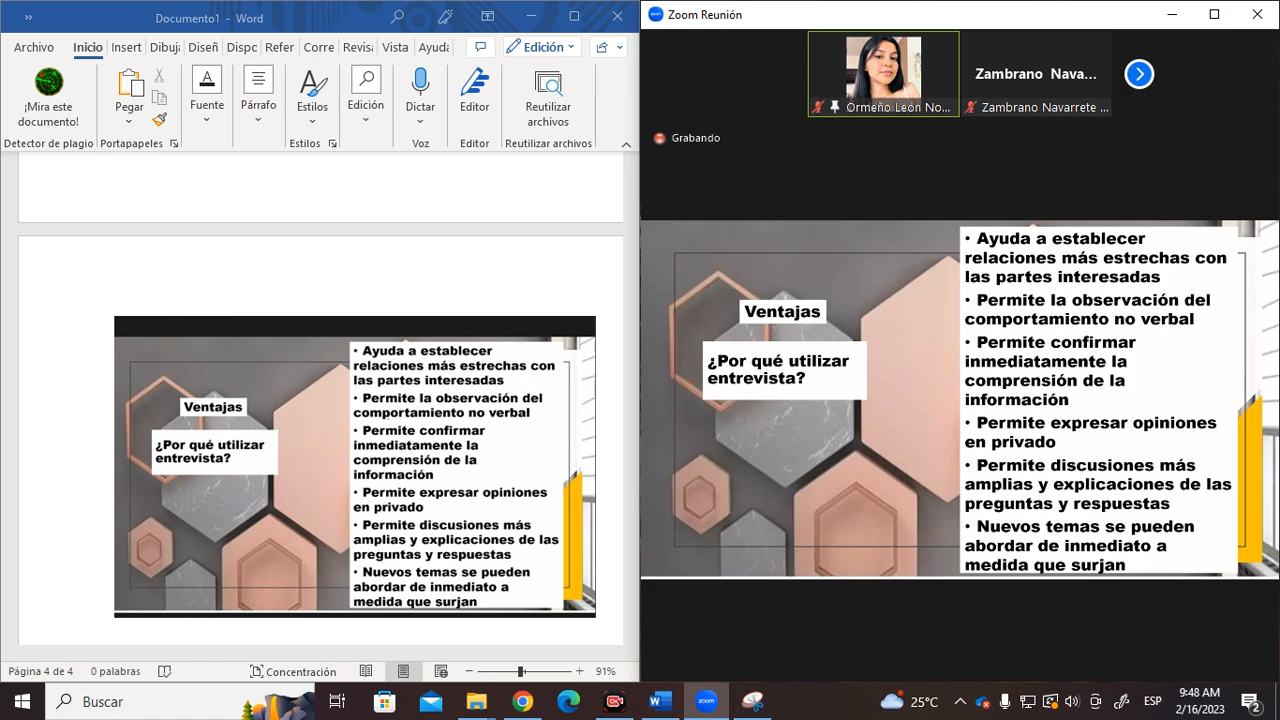 Documento1 - Word
Archivo Inicio Insert Dibuj Diseñ Dispo Refer Corre Revisa Vista Ayuda Edición
¡Mira este documento!
Pegar
Fuente
Párrafo
Estilos
Edición
Dictar
Editor
Reutilizar archivos
Detector de plagio Portapapeles Estilos Voz Editor Reutilizar archivos
Ventajas
¿Por qué utilizar
entrevista?
• Ayuda a establecer
relaciones más estrechas con
las partes interesadas
• Permite la observación del
comportamiento no verbal
• Permite confirmar
inmediatamente la
comprensión de la
información
• Permite expresar opiniones
en privado
• Permite discusiones más
amplias y explicaciones de las
preguntas y respuestas
• Nuevos temas se pueden
abordar de inmediato a
medida que surjan
Página 4 de 4 0 palabras Concentración 91%
Zoom Reunión
Zambrano Nava...
Ormeño León No... Zambrano Navarrete ...
Grabando
Ventajas
¿Por qué utilizar
entrevista?
• Ayuda a establecer
relaciones más estrechas con
las partes interesadas
• Permite la observación del
comportamiento no verbal
• Permite confirmar
inmediatamente la
comprensión de la
información
• Permite expresar opiniones
en privado
• Permite discusiones más
amplias y explicaciones de las
preguntas y respuestas
• Nuevos temas se pueden
abordar de inmediato a
medida que surjan
Buscar
25°C
ESP
9:48 AM
2/16/2023
2